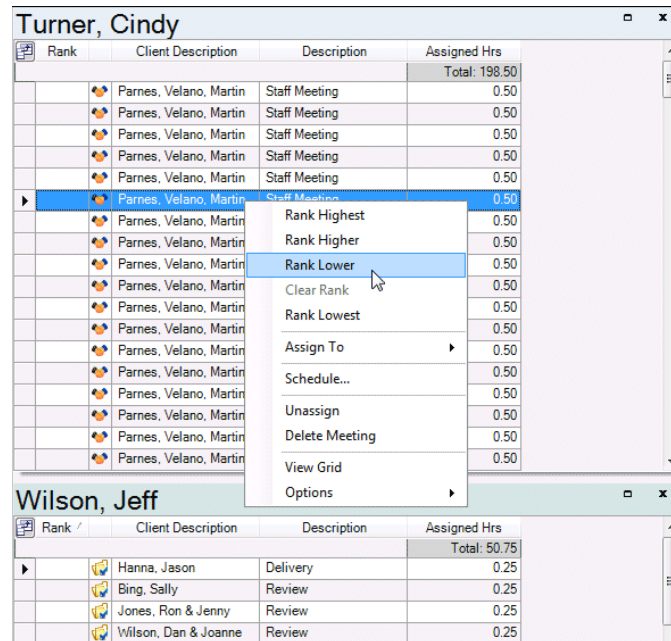 Turner, Cindy
Rank Client Description Description Assigned Hrs
Total: 198.50
Parnes, Velano, Martin Staff Meeting 0.50
Parnes, Velano, Martin Staff Meeting 0.50
Parnes, Velano, Martin Staff Meeting 0.50
Parnes, Velano, Martin Staff Meeting 0.50
Parnes, Velano, Martin Staff Meeting 0.50
Parnes, Velano, Martin Staff Meeting 0.50
Parnes, Velano, Martin 0.50
Parnes, Velano, Martin 0.50
Parnes, Velano, Martin 0.50
Parnes, Velano, Martin 0.50
Parnes, Velano, Martin 0.50
Parnes, Velano, Martin 0.50
Parnes, Velano, Martin 0.50
Parnes, Velano, Martin 0.50
Parnes, Velano, Martin 0.50
Parnes, Velano, Martin 0.50
Parnes, Velano, Martin 0.50
Parnes, Velano, Martin 0.50
Rank Highest
Rank Higher
Rank Lower
Clear Rank
Rank Lowest
Assign To
Schedule...
Unassign
Delete Meeting
View Grid
Options
Wilson, Jeff
Rank Client Description Description Assigned Hrs
Total: 50.75
Hanna, Jason Delivery 0.25
Bing, Sally Review 0.25
Jones, Ron & Jenny Review 0.25
Wilson, Dan & Joanne Review 0.25